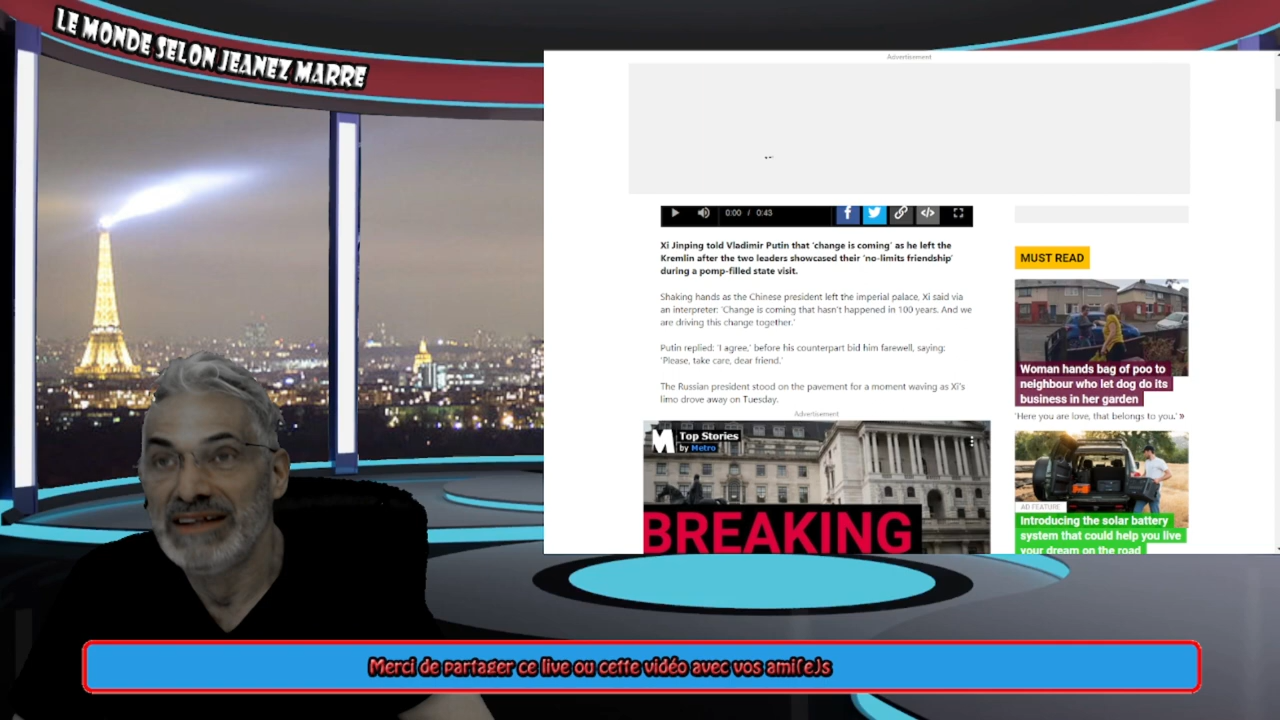 LE MONDE SELON JEANEZ MARRE
Advertisement
0:00 / 0:43
Xi Jinping told Vladimir Putin that 'change is coming' as he left the
Kremlin after the two leaders showcased their 'no-limits friendship'
during a pomp-filled state visit.
Shaking hands as the Chinese president left the imperial palace, Xi said via
an interpreter: 'Change is coming that hasn't happened in 100 years. And we
are driving this change together.'
Putin replied: 'I agree,' before his counterpart bid him farewell, saying:
'Please, take care, dear friend.'
The Russian president stood on the pavement for a moment waving as Xi's
limo drove away on Tuesday.
Advertisement
Top Stories
by Metro
BREAKING
MUST READ
Woman hands bag of poo to
neighbour who let dog do its
business in her garden
'Here you are love, that belongs to you.' »
AD FEATURE
Introducing the solar battery
system that could help you live
your dream on the road
Merci de partager ce live ou cette vidéo avec vos ami(e)s